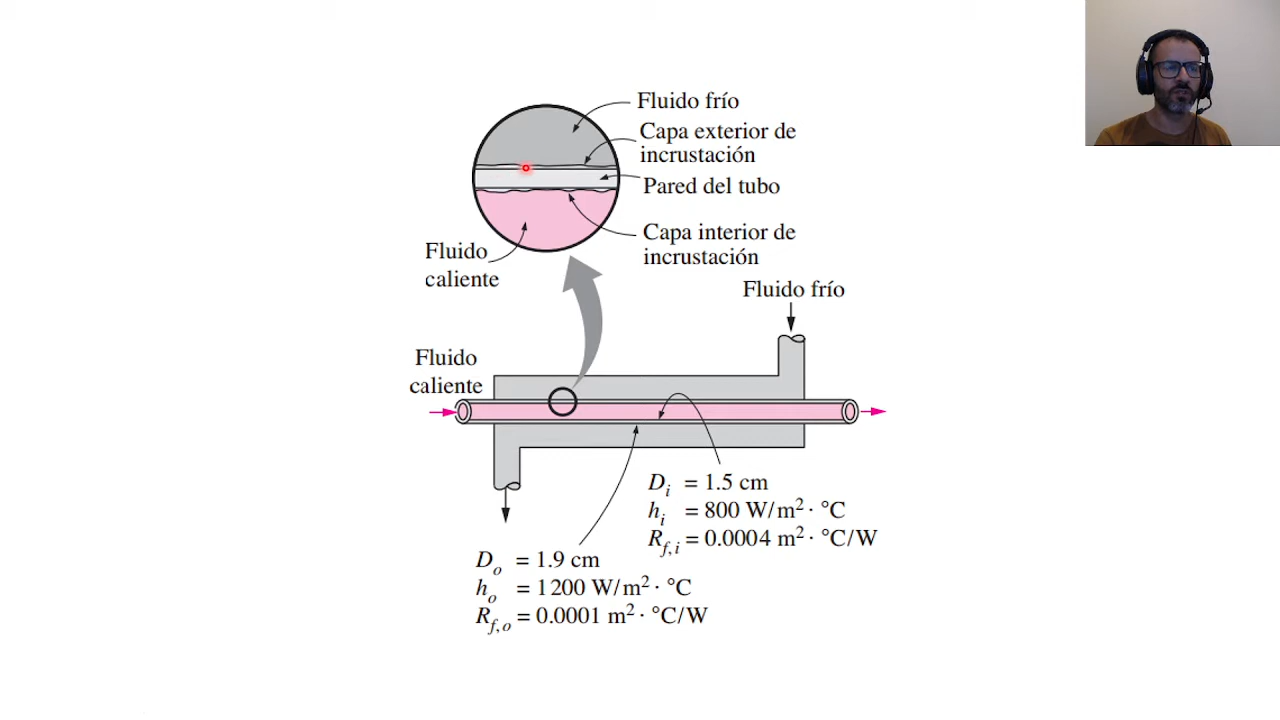 Fluido frío
Capa exterior de
incrustación
Pared del tubo
Capa interior de
incrustación
Fluido
caliente
Fluido frío
Fluido
caliente
D_i = 1.5 cm
h_i = 800 W/m² · °C
R_f,i = 0.0004 m² · °C/W
D_o = 1.9 cm
h_o = 1 200 W/m² · °C
R_f,o = 0.0001 m² · °C/W